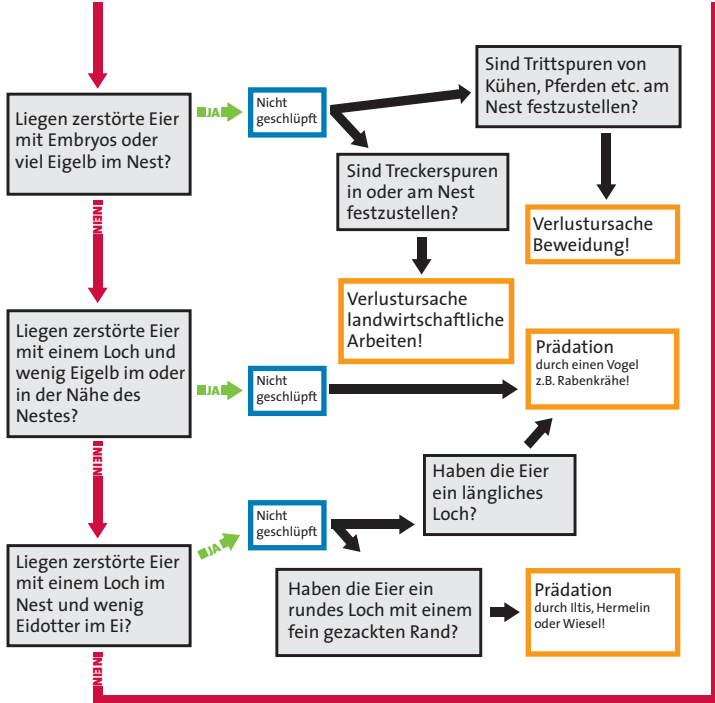 Liegen zerstörte Eier
mit Embryos oder
viel Eigelb im Nest?
JA
Nicht
geschlüpft
Sind Trittspuren von
Kühen, Pferden etc. am
Nest festzustellen?
Sind Treckerspuren
in oder am Nest
festzustellen?
Verlustursache
Beweidung!
Verlustursache
landwirtschaftliche
Arbeiten!
NEIN
Liegen zerstörte Eier
mit einem Loch und
wenig Eigelb im oder
in der Nähe des
Nestes?
JA
Nicht
geschlüpft
Prädation
durch einen Vogel
z.B. Rabenkrähe!
NEIN
Liegen zerstörte Eier
mit einem Loch im
Nest und wenig
Eidotter im Ei?
JA
Nicht
geschlüpft
Haben die Eier
ein längliches
Loch?
Haben die Eier ein
rundes Loch mit einem
fein gezackten Rand?
Prädation
durch Iltis, Hermelin
oder Wiesel!
NEIN